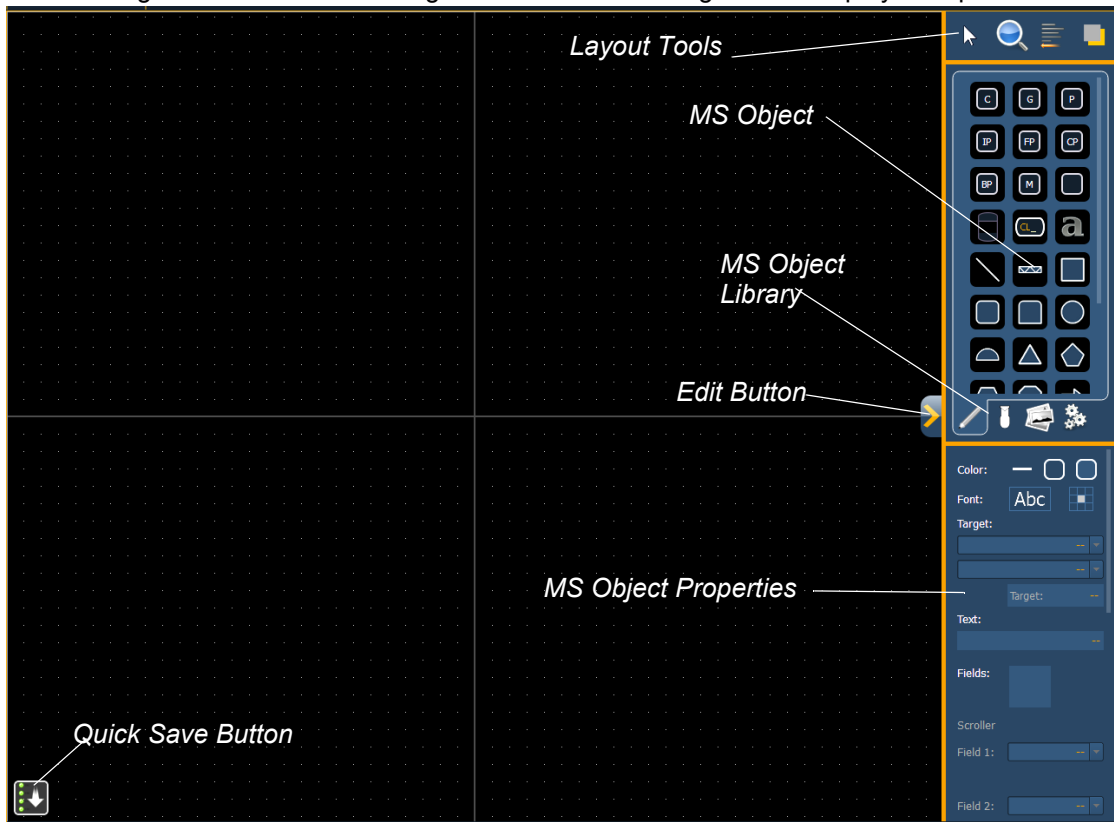 Layout Tools
MS Object
C G P
IP FP CP
BP M
CL_ a
MS Object
Library
Edit Button
Color:
Font: Abc
Target:
--
--
MS Object Properties
Target: --
Text:
--
Fields:
Scroller
Quick Save Button
Field 1: --
Field 2: --